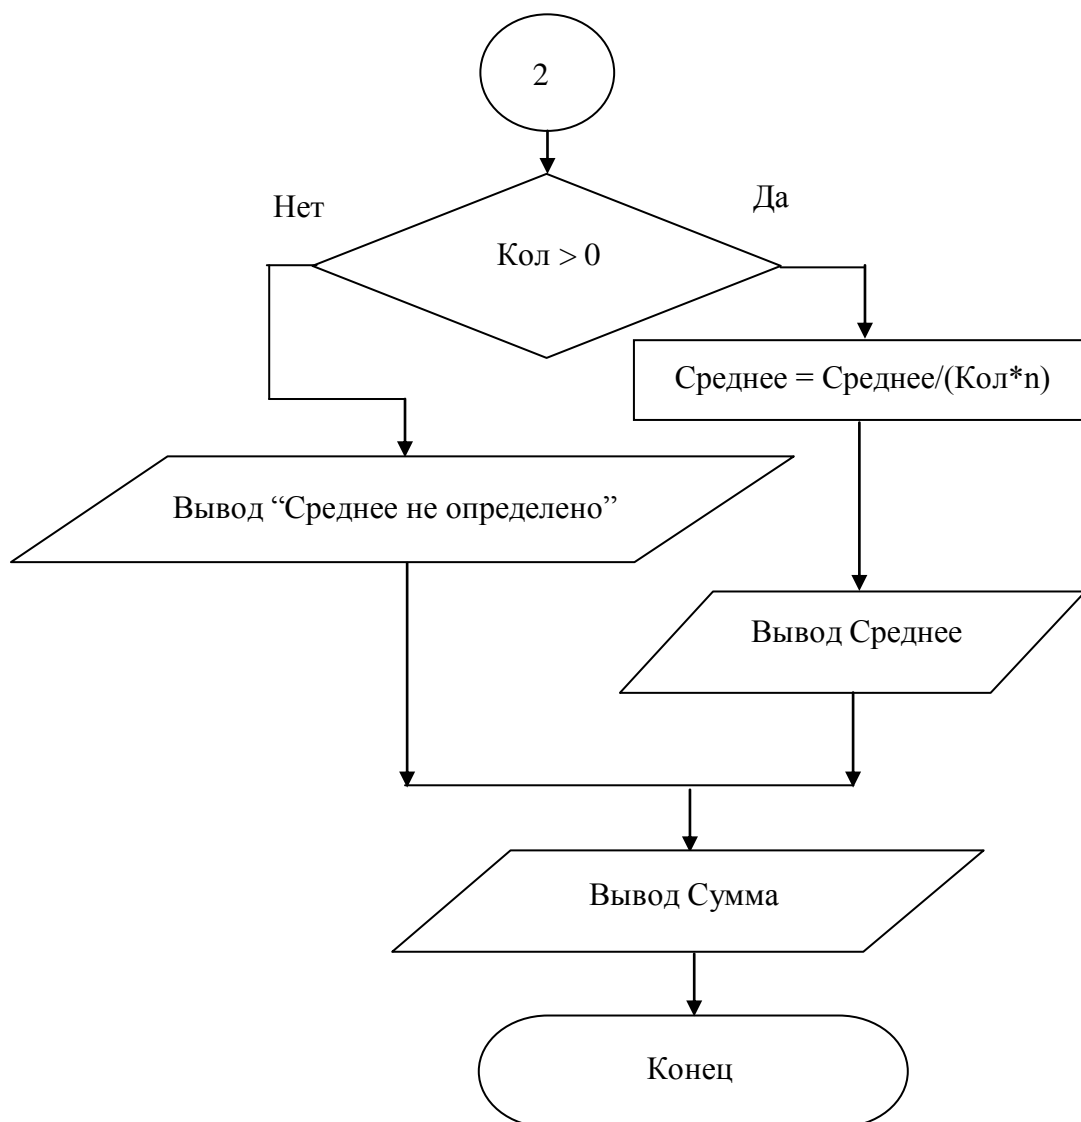 2
Нет
Да
Кол > 0
Среднее = Среднее/(Кол*n)
Вывод “Среднее не определено”
Вывод Среднее
Вывод Сумма
Конец